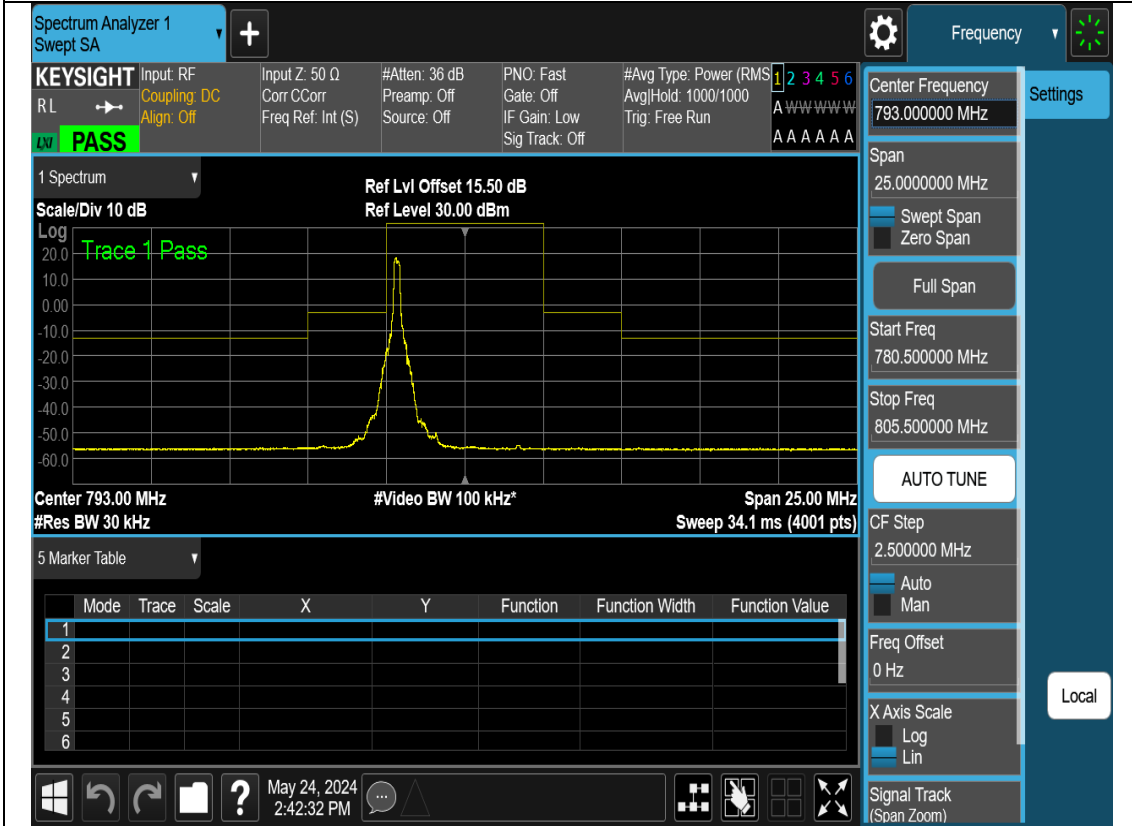 Spectrum Analyzer 1
Swept SA
+
Frequency
KEYSIGHT
RL
LXI PASS
Input: RF
Coupling: DC
Align: Off
Input Z: 50 Ω
Corr CCorr
Freq Ref: Int (S)
#Atten: 36 dB
Preamp: Off
Source: Off
PNO: Fast
Gate: Off
IF Gain: Low
Sig Track: Off
#Avg Type: Power (RMS
Avg|Hold: 1000/1000
Trig: Free Run
1 2 3 4 5 6
A W W W W W
A A A A A A
1 Spectrum
Ref Lvl Offset 15.50 dB
Scale/Div 10 dB
Ref Level 30.00 dBm
Log
Trace 1 Pass
20.0
10.0
0.00
-10.0
-20.0
-30.0
-40.0
-50.0
-60.0
Center 793.00 MHz
#Video BW 100 kHz*
Span 25.00 MHz
#Res BW 30 kHz
Sweep 34.1 ms (4001 pts)
5 Marker Table
Mode Trace Scale X Y Function Function Width Function Value
1
2
3
4
5
6
May 24, 2024
2:42:32 PM
Center Frequency
793.000000 MHz
Span
25.0000000 MHz
Swept Span
Zero Span
Full Span
Start Freq
780.500000 MHz
Stop Freq
805.500000 MHz
AUTO TUNE
CF Step
2.500000 MHz
Auto
Man
Freq Offset
0 Hz
X Axis Scale
Log
Lin
Signal Track
(Span Zoom)
Settings
Local